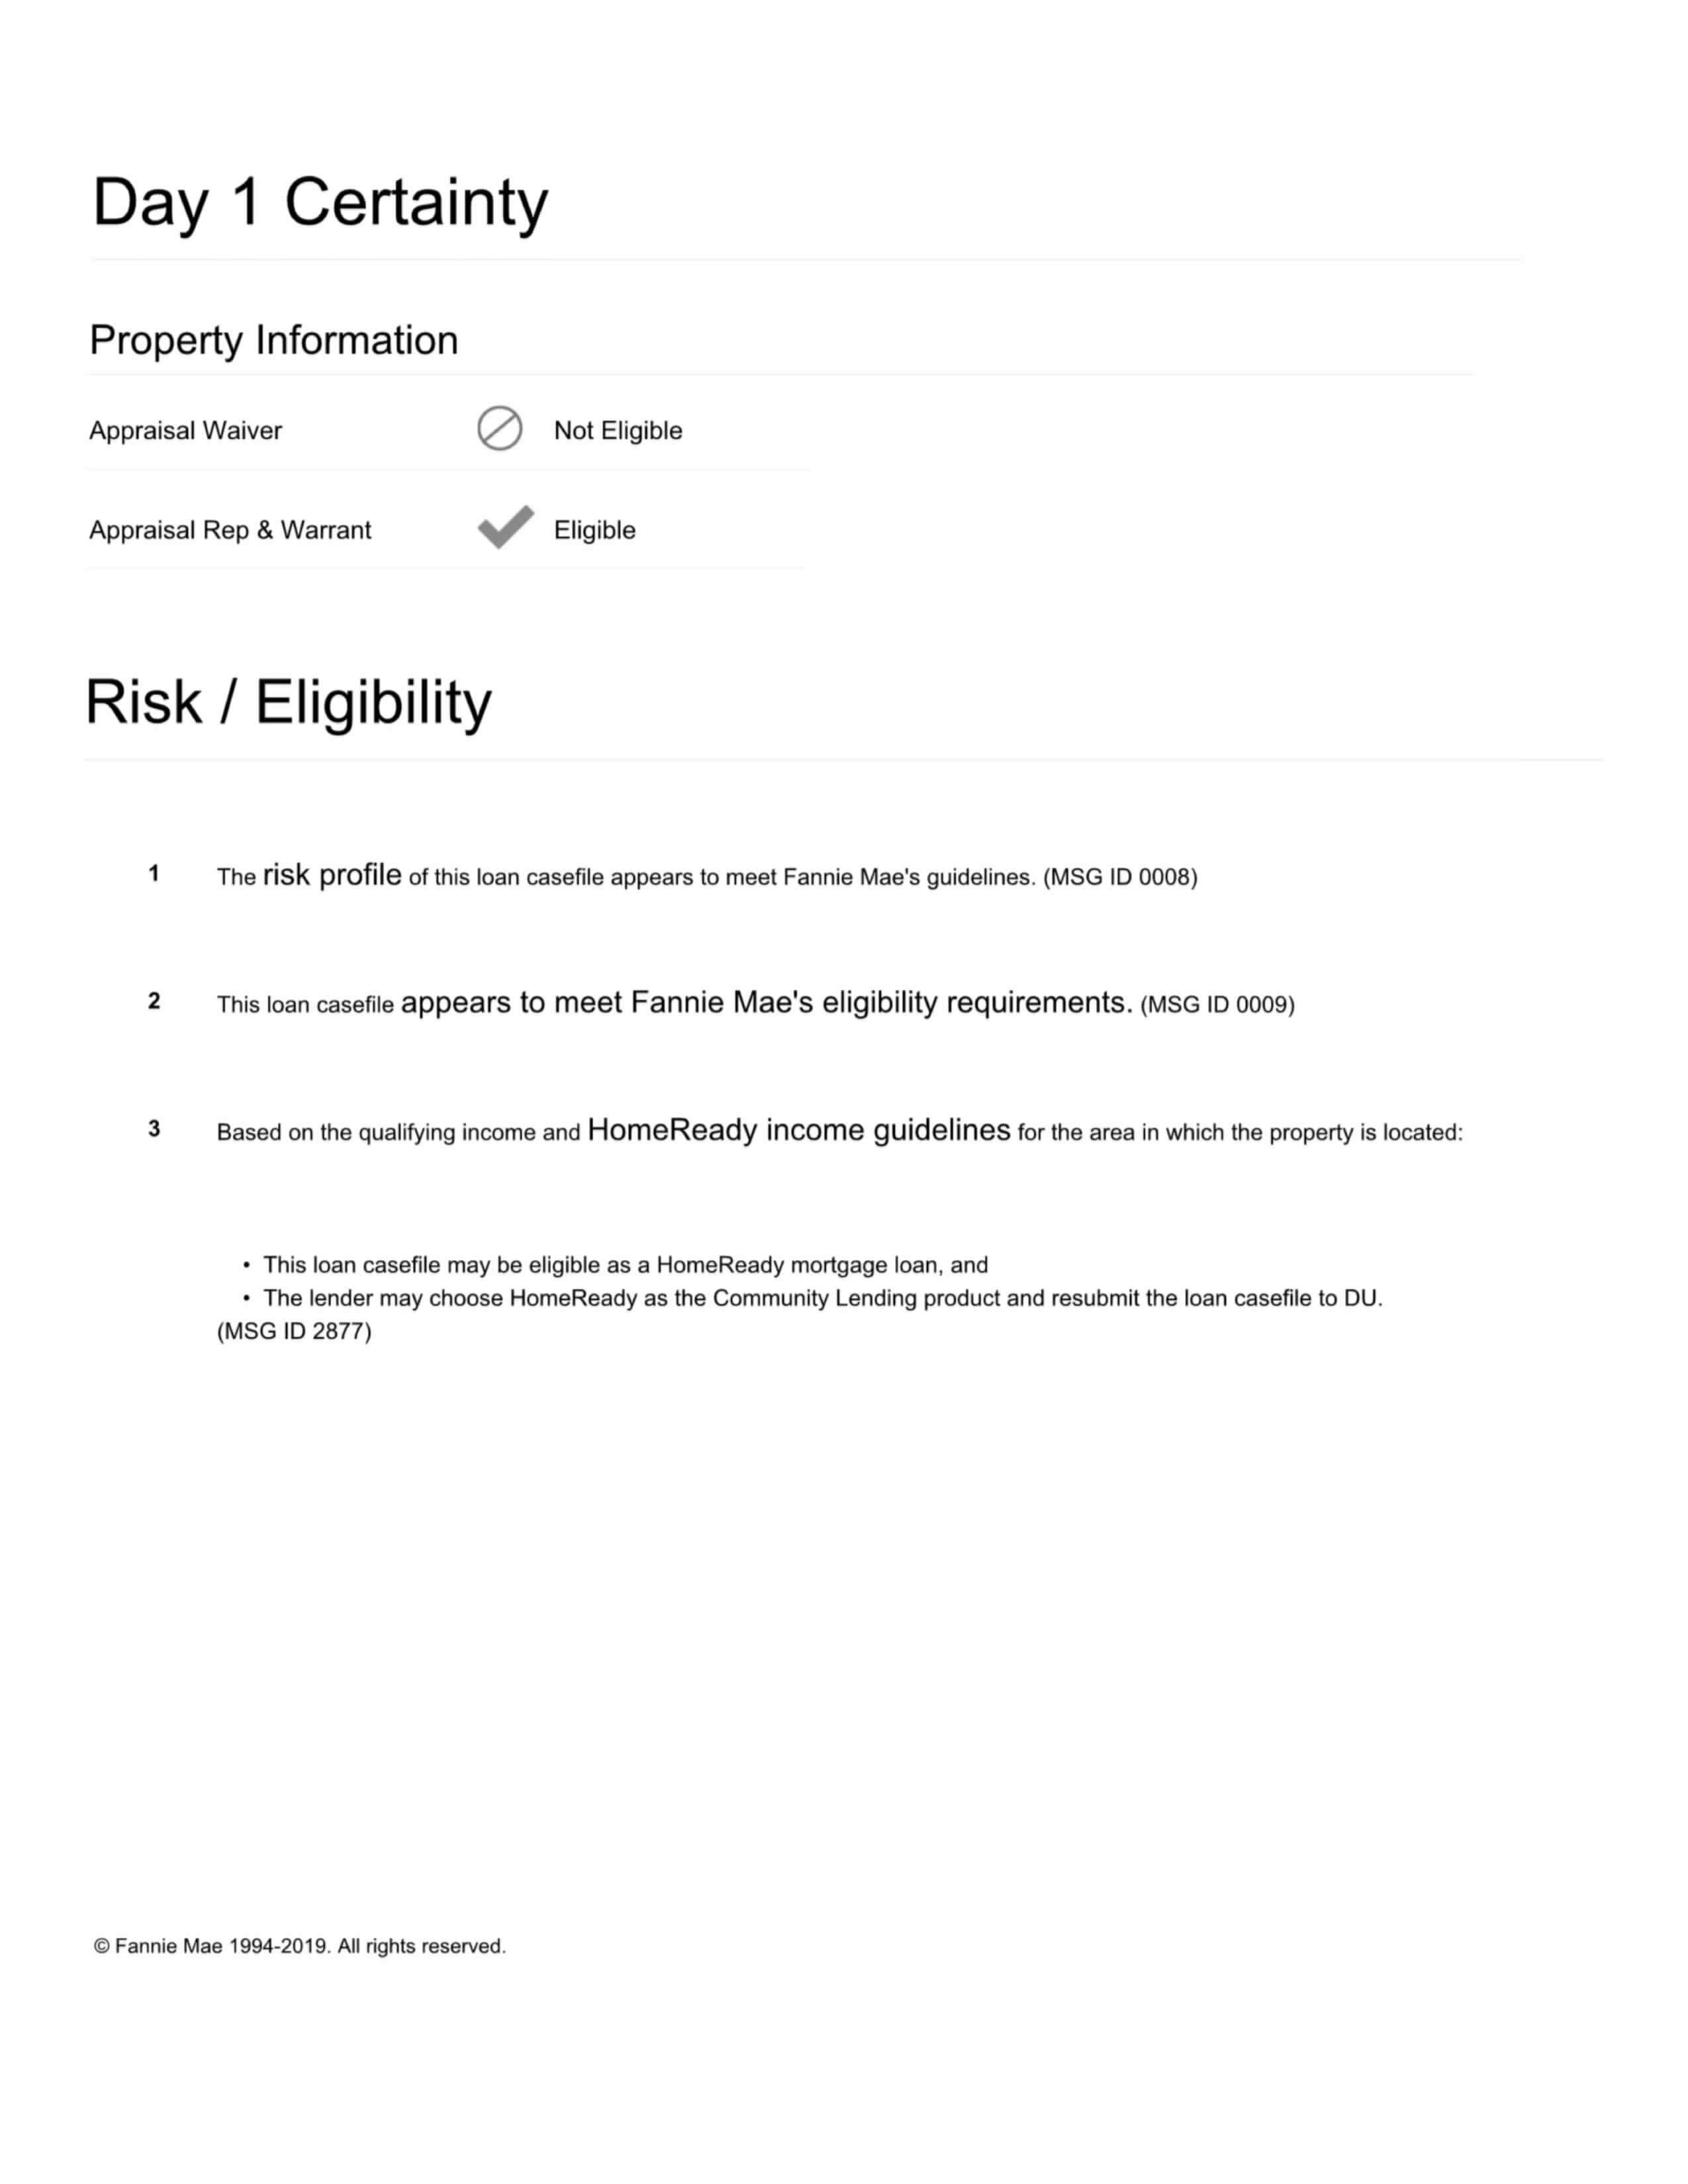 Day 1 Certainty
Property Information
Appraisal Waiver Not Eligible
Appraisal Rep & Warrant Eligible
Risk / Eligibility
1 The risk profile of this loan casefile appears to meet Fannie Mae's guidelines. (MSG ID 0008)
2 This loan casefile appears to meet Fannie Mae's eligibility requirements. (MSG ID 0009)
3 Based on the qualifying income and HomeReady income guidelines for the area in which the property is located:
• This loan casefile may be eligible as a HomeReady mortgage loan, and
• The lender may choose HomeReady as the Community Lending product and resubmit the loan casefile to DU.
(MSG ID 2877)
© Fannie Mae 1994-2019. All rights reserved.